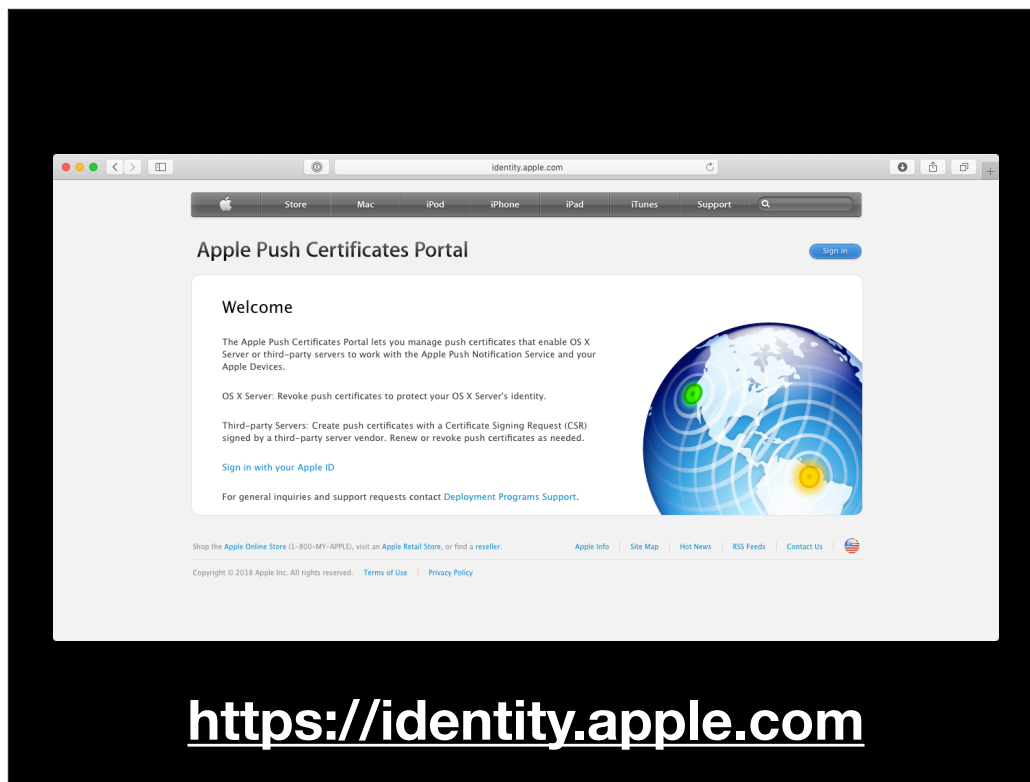 identity.apple.com
Store Mac iPod iPhone iPad iTunes Support
Apple Push Certificates Portal
Sign in
Welcome
The Apple Push Certificates Portal lets you manage push certificates that enable OS X
Server or third-party servers to work with the Apple Push Notification Service and your
Apple Devices.
OS X Server: Revoke push certificates to protect your OS X Server's identity.
Third-party Servers: Create push certificates with a Certificate Signing Request (CSR)
signed by a third-party server vendor. Renew or revoke push certificates as needed.
Sign in with your Apple ID
For general inquiries and support requests contact Deployment Programs Support.
Shop the Apple Online Store (1-800-MY-APPLE), visit an Apple Retail Store, or find a reseller. Apple Info | Site Map | Hot News | RSS Feeds | Contact Us |
Copyright © 2018 Apple Inc. All rights reserved. Terms of Use | Privacy Policy
https://identity.apple.com